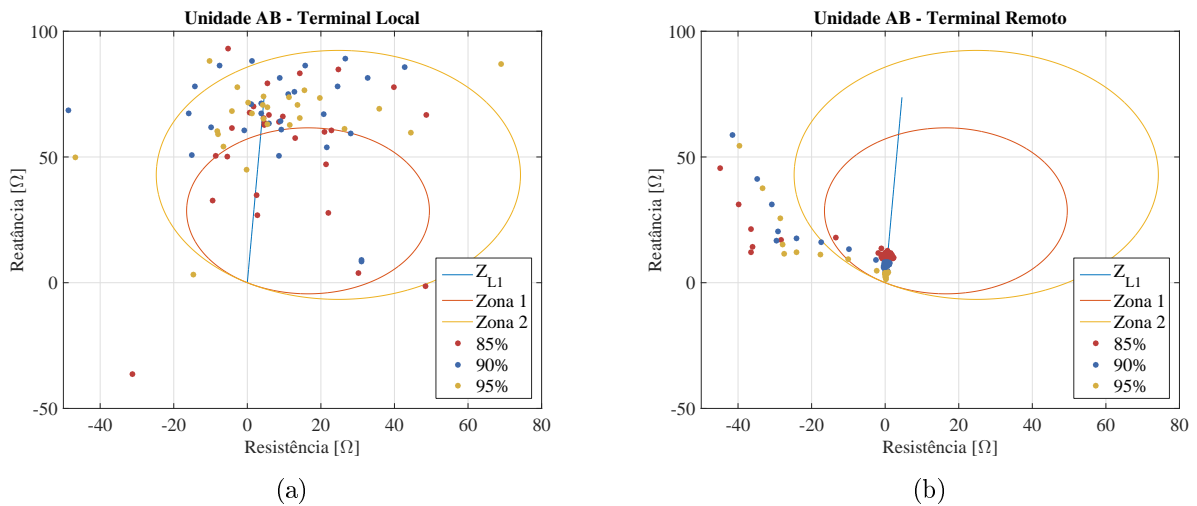 Unidade AB - Terminal Local
100
50
0
-50
-40
-20
0
20
40
60
80
Reatância [Ω]
Resistência [Ω]
Z_L1
Zona 1
Zona 2
85%
90%
95%
(a)
Unidade AB - Terminal Remoto
100
50
0
-50
-40
-20
0
20
40
60
80
Reatância [Ω]
Resistência [Ω]
Z_L1
Zona 1
Zona 2
85%
90%
95%
(b)